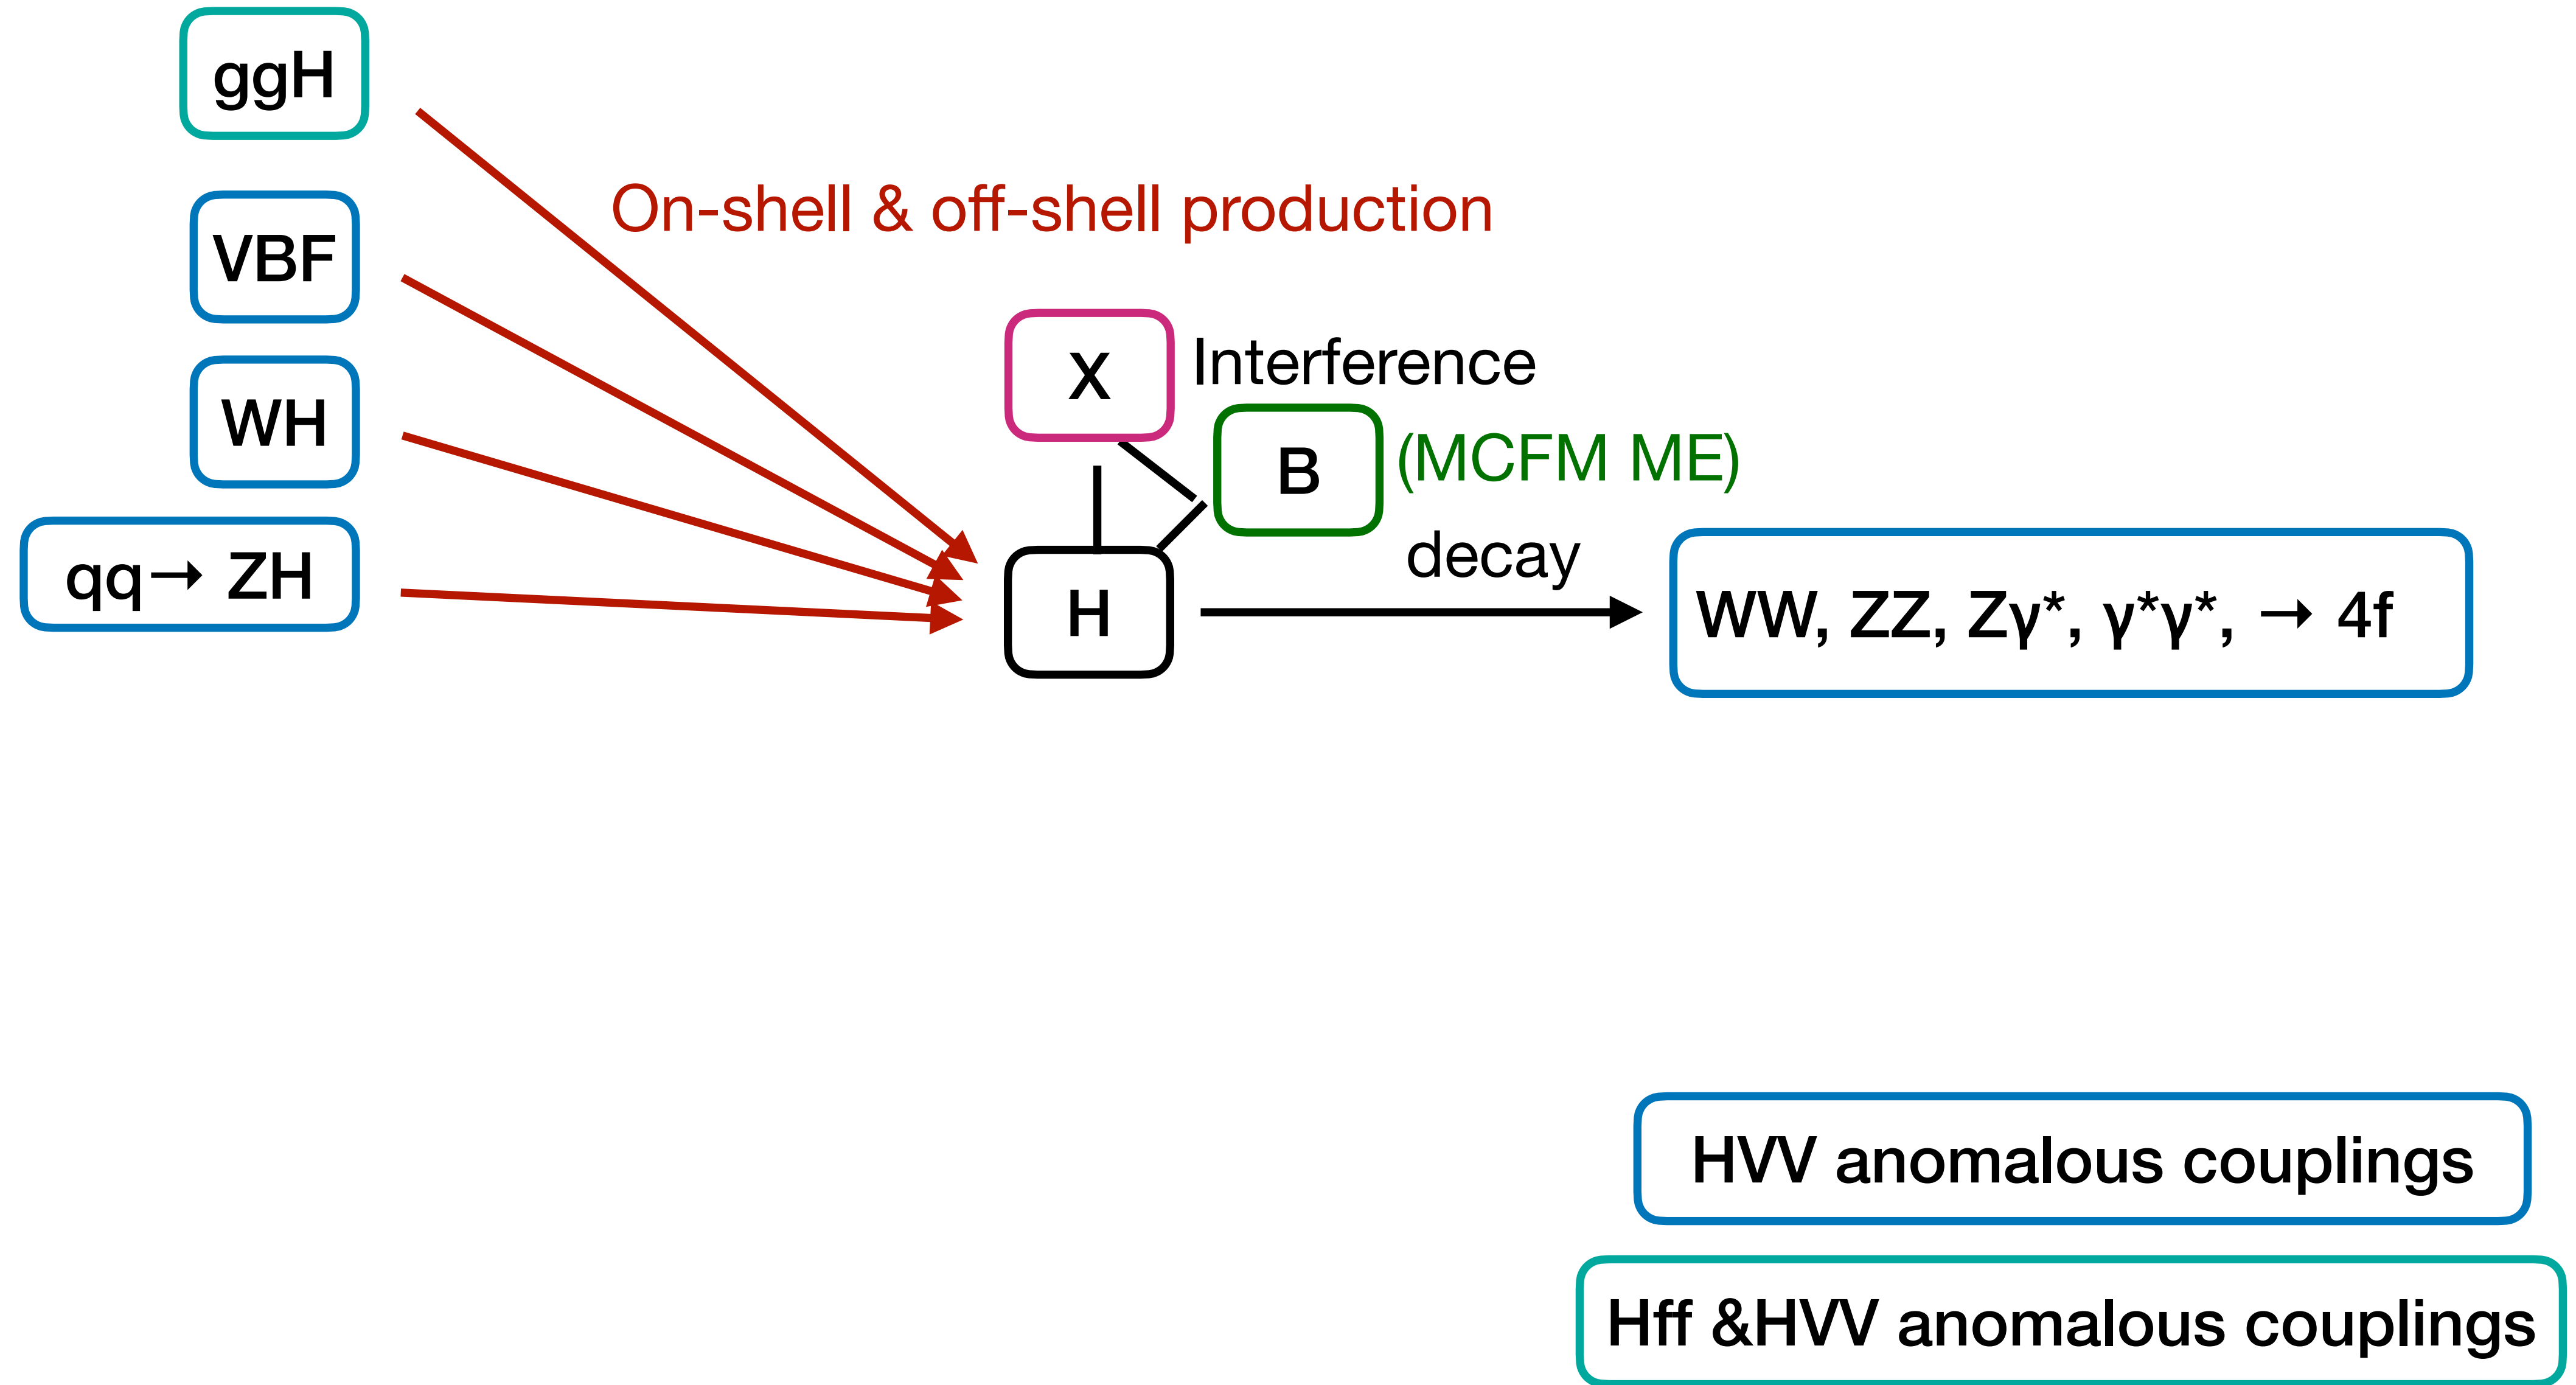 ggH
On-shell & off-shell production
VBF
X
Interference
WH
B
(MCFM ME)
qq→ ZH
decay
H
WW, ZZ, Zγ*, γ*γ*, → 4f
HVV anomalous couplings
Hff &HVV anomalous couplings